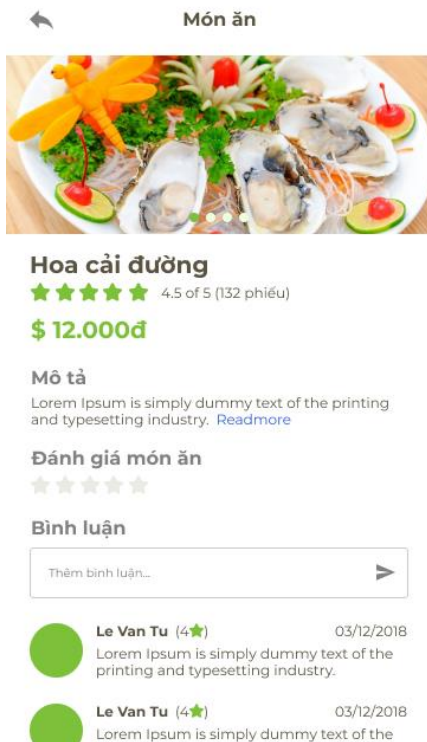 Món ăn
Hoa cải đường
4.5 of 5 (132 phiếu)
$ 12.000đ
Mô tả
Lorem Ipsum is simply dummy text of the printing
and typesetting industry. Readmore
Đánh giá món ăn
Bình luận
Thêm bình luận...
Le Van Tu (4★) 03/12/2018
Lorem Ipsum is simply dummy text of the
printing and typesetting industry.
Le Van Tu (4★) 03/12/2018
Lorem Ipsum is simply dummy text of the